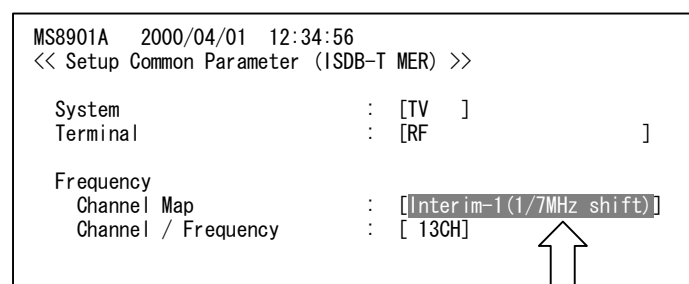 MS8901A 2000/04/01 12:34:56
<< Setup Common Parameter (ISDB-T MER) >>
System : [TV ]
Terminal : [RF ]
Frequency
Channel Map : [Interim-1(1/7MHz shift)]
Channel / Frequency : [ 13CH]